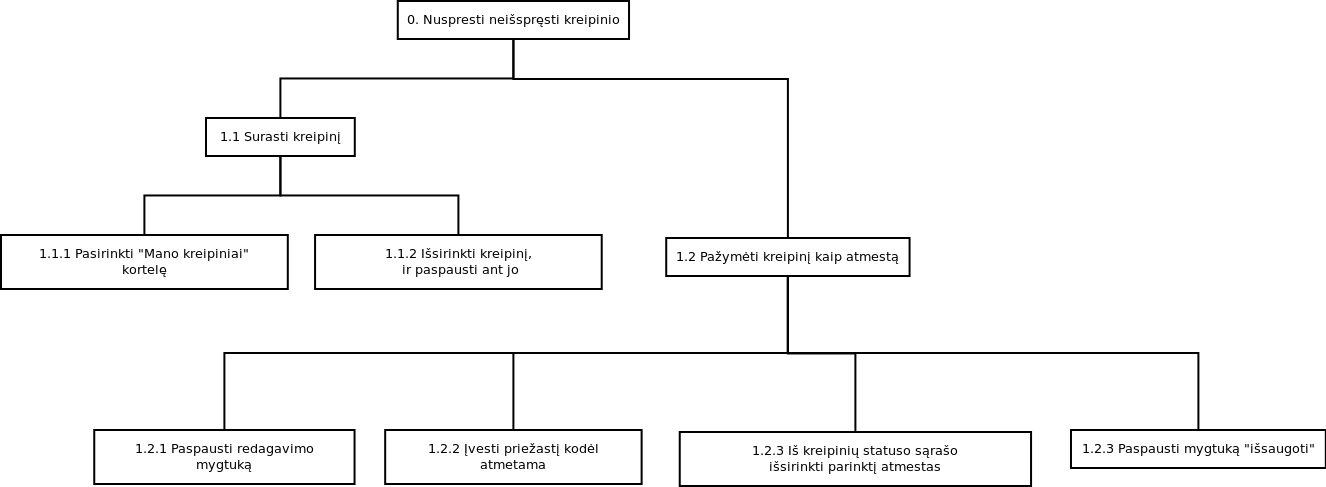 0. Nuspresti neišspręsti kreipinio
1.1 Surasti kreipinį
1.1.1 Pasirinkti "Mano kreipiniai"
kortelę
1.1.2 Išsirinkti kreipinį,
ir paspausti ant jo
1.2 Pažymėti kreipinį kaip atmestą
1.2.1 Paspausti redagavimo
mygtuką
1.2.2 Įvesti priežastį kodėl
atmetama
1.2.3 Iš kreipinių statuso sąrašo
išsirinkti parinktį atmestas
1.2.3 Paspausti mygtuką "išsaugoti"